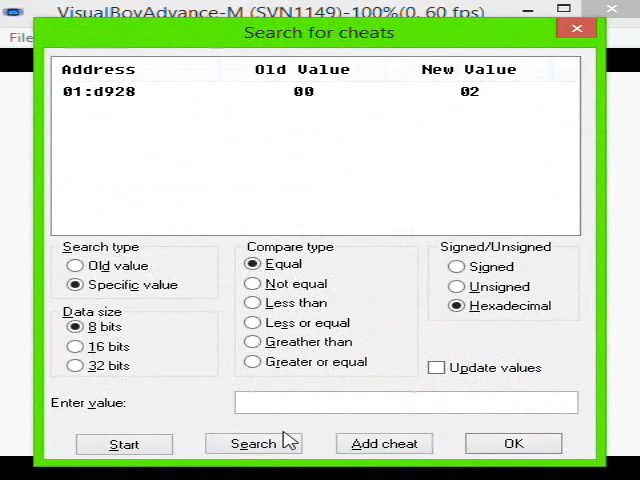 VisualBoyAdvance-M (SVN1149)-100%(0, 60 fps)
File
Search for cheats
Address Old Value New Value
01:d928 00 02
Search type
Old value
Specific value
Data size
8 bits
16 bits
32 bits
Compare type
Equal
Not equal
Less than
Less or equal
Greather than
Greater or equal
Signed/Unsigned
Signed
Unsigned
Hexadecimal
Update values
Enter value:
Start Search Add cheat OK